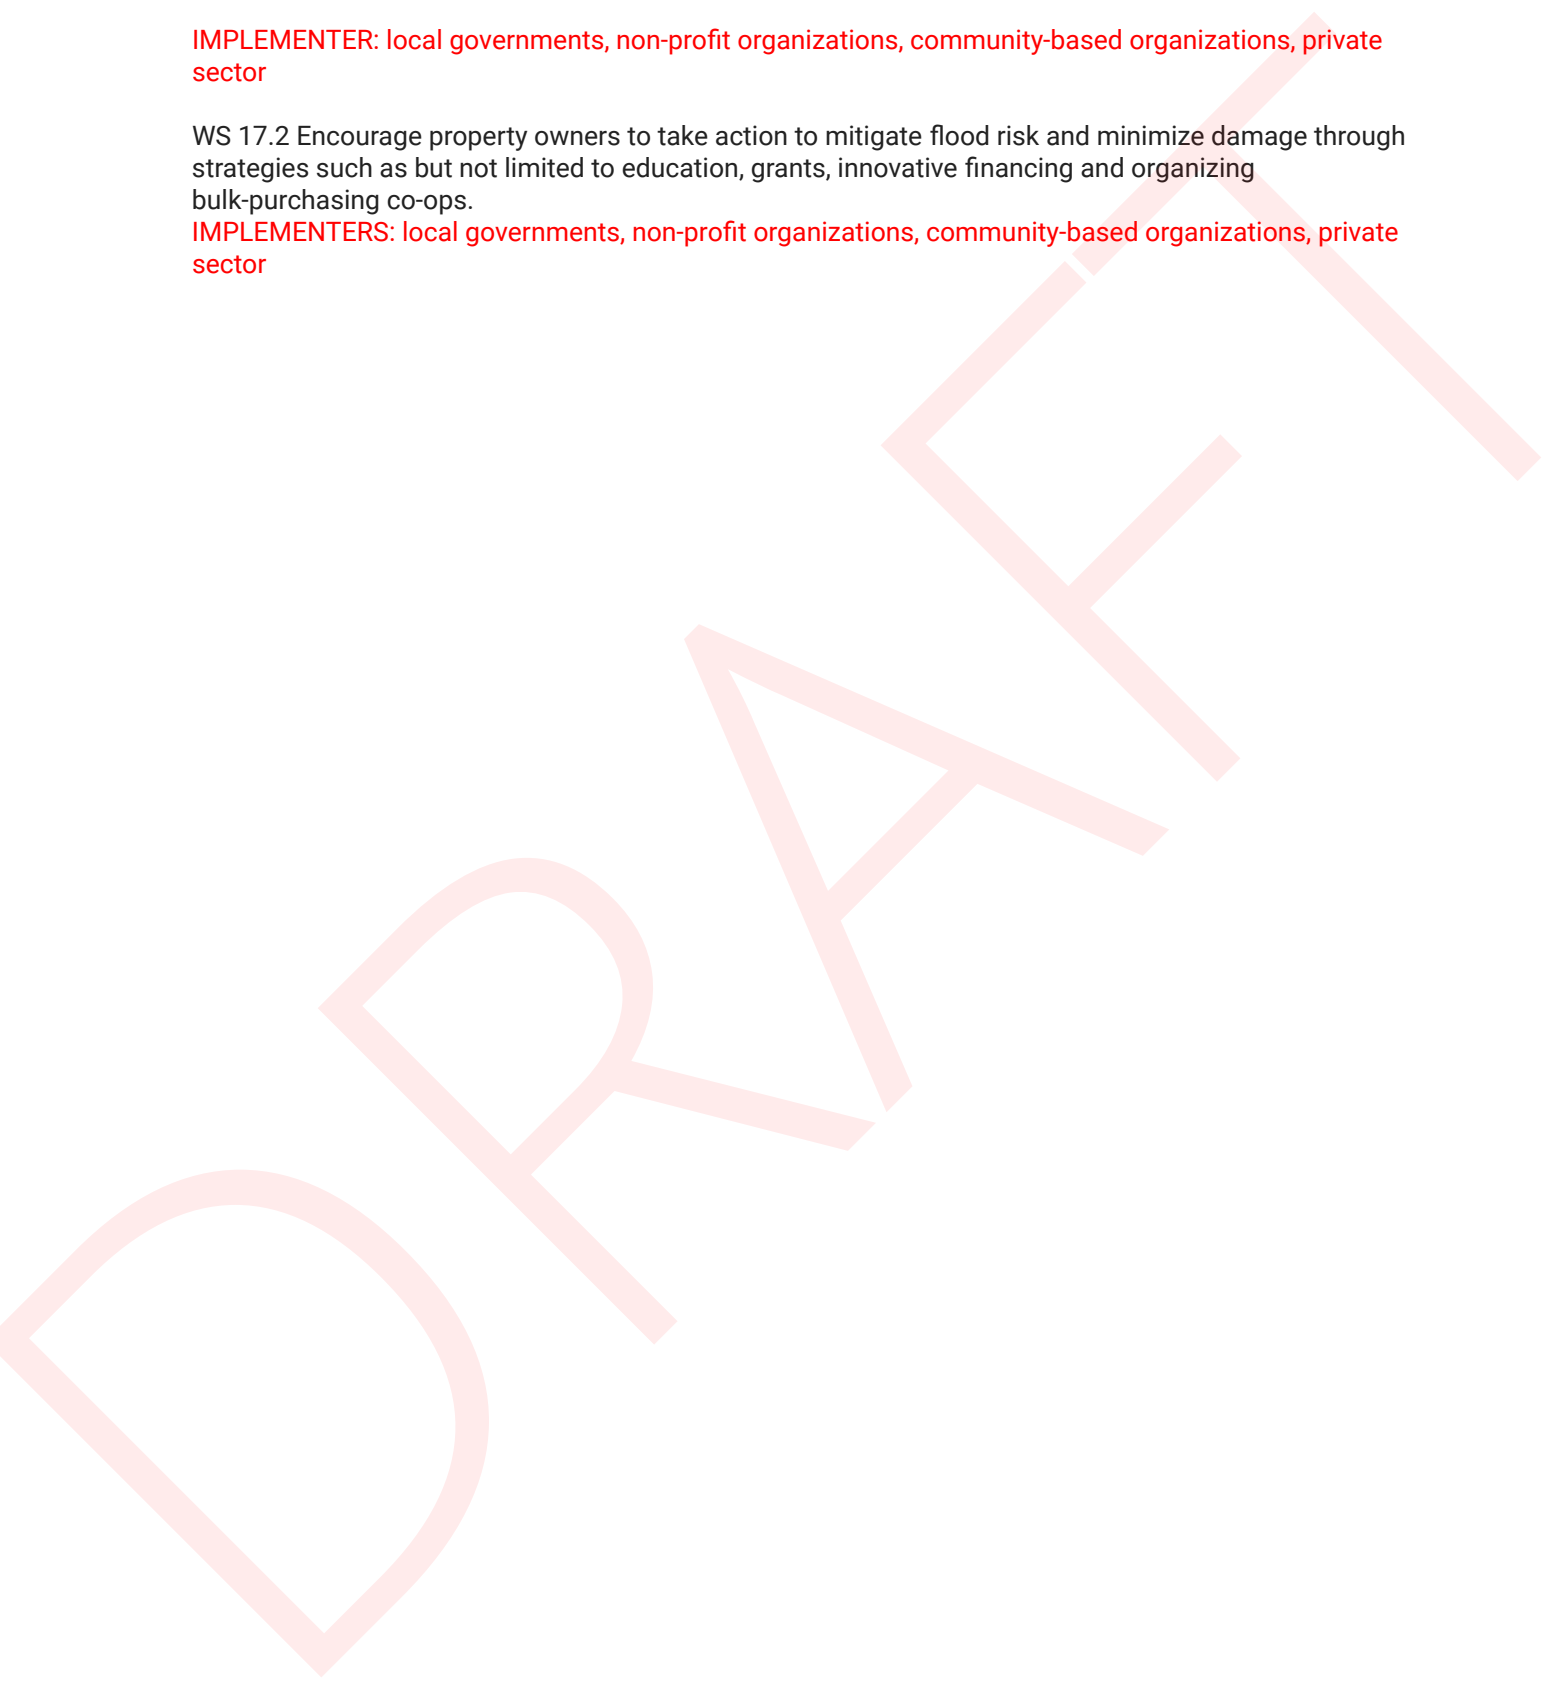 IMPLEMENTER: local governments, non-profit organizations, community-based organizations, private
sector
WS 17.2 Encourage property owners to take action to mitigate flood risk and minimize damage through
strategies such as but not limited to education, grants, innovative financing and organizing
bulk-purchasing co-ops.
IMPLEMENTERS: local governments, non-profit organizations, community-based organizations, private
sector
DRAFT